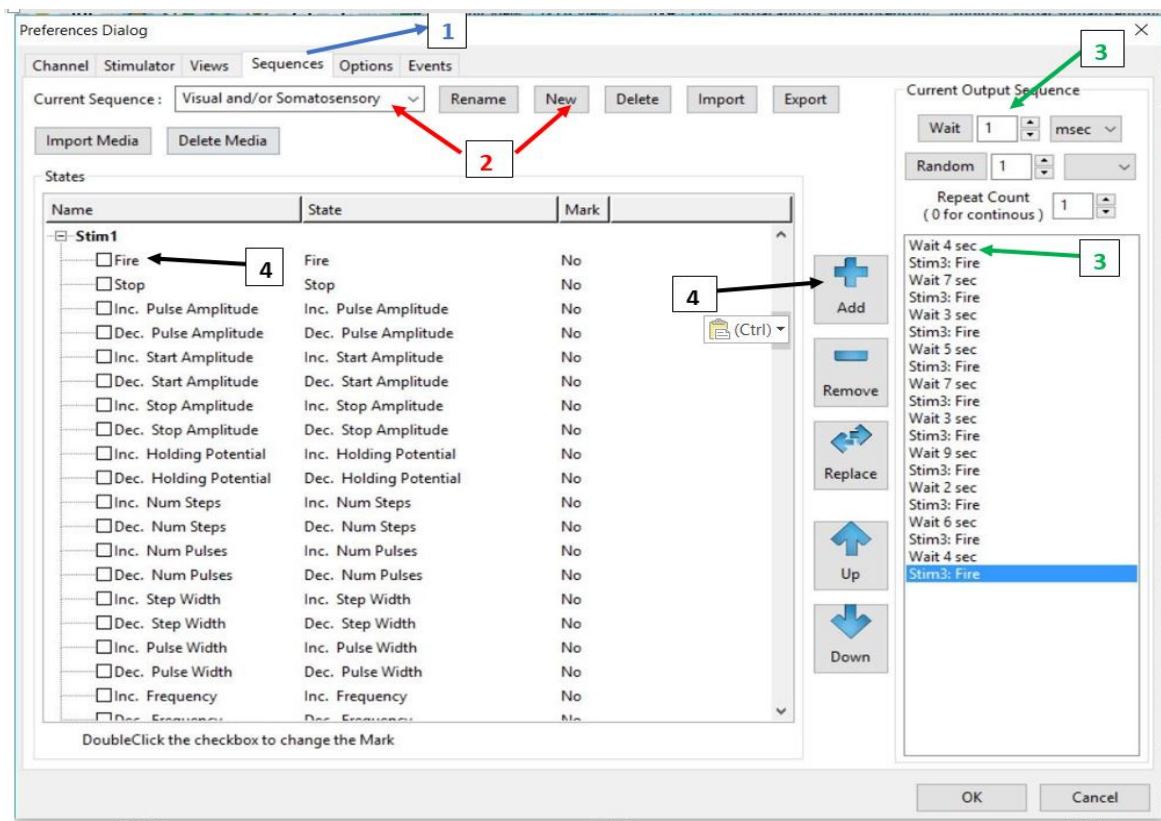 Preferences Dialog
1
Channel Stimulator Views Sequences Options Events
3
Current Sequence : Visual and/or Somatosensory Rename New Delete Import Export
Import Media Delete Media
2
States
Name State Mark
Stim1
Fire Fire No
4
Stop Stop No
Inc. Pulse Amplitude Inc. Pulse Amplitude No
Dec. Pulse Amplitude Dec. Pulse Amplitude No
Inc. Start Amplitude Inc. Start Amplitude No
Dec. Start Amplitude Dec. Start Amplitude No
Inc. Stop Amplitude Inc. Stop Amplitude No
Dec. Stop Amplitude Dec. Stop Amplitude No
Inc. Holding Potential Inc. Holding Potential No
Dec. Holding Potential Dec. Holding Potential No
Inc. Num Steps Inc. Num Steps No
Dec. Num Steps Dec. Num Steps No
Inc. Num Pulses Inc. Num Pulses No
Dec. Num Pulses Dec. Num Pulses No
Inc. Step Width Inc. Step Width No
Dec. Step Width Dec. Step Width No
Inc. Pulse Width Inc. Pulse Width No
Dec. Pulse Width Dec. Pulse Width No
Inc. Frequency Inc. Frequency No
Dec. Frequency Dec. Frequency No
DoubleClick the checkbox to change the Mark
4
(Ctrl)
Add
Remove
Replace
Up
Down
Current Output Sequence
Wait 1 msec
Random 1
Repeat Count
( 0 for continous ) 1
Wait 4 sec
3
Stim3: Fire
Wait 7 sec
Stim3: Fire
Wait 3 sec
Stim3: Fire
Wait 5 sec
Stim3: Fire
Wait 7 sec
Stim3: Fire
Wait 3 sec
Stim3: Fire
Wait 9 sec
Stim3: Fire
Wait 2 sec
Stim3: Fire
Wait 6 sec
Stim3: Fire
Wait 4 sec
Stim3: Fire
OK Cancel